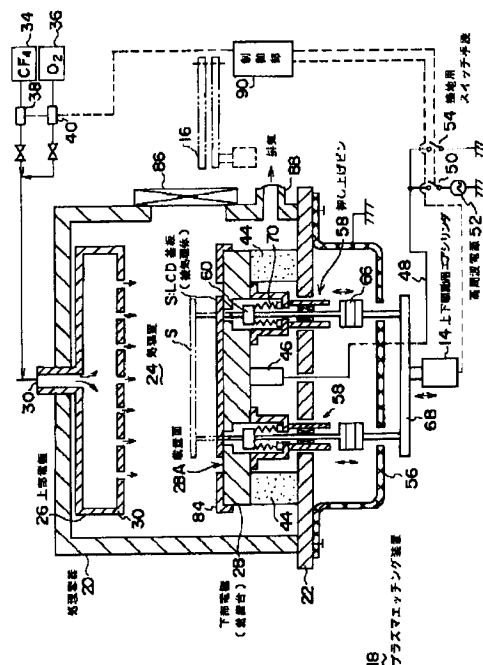 34
CF4
36
O2
38
40
30
20 処理容器
26 上部電極
30
24 処理室
86
16
制御部
90
88
排気
S
S:LCD基板
(被処理体)
28A 載置面
84
60
70
44
46
44
28
下部電極
(載置台)
22
58 押し上げピン
58
66
48
54 接地用
スイッチ手段
50
52
高周波電源
56
68
14 上下駆動用エアシリンダ
18
プラズマエッチング装置